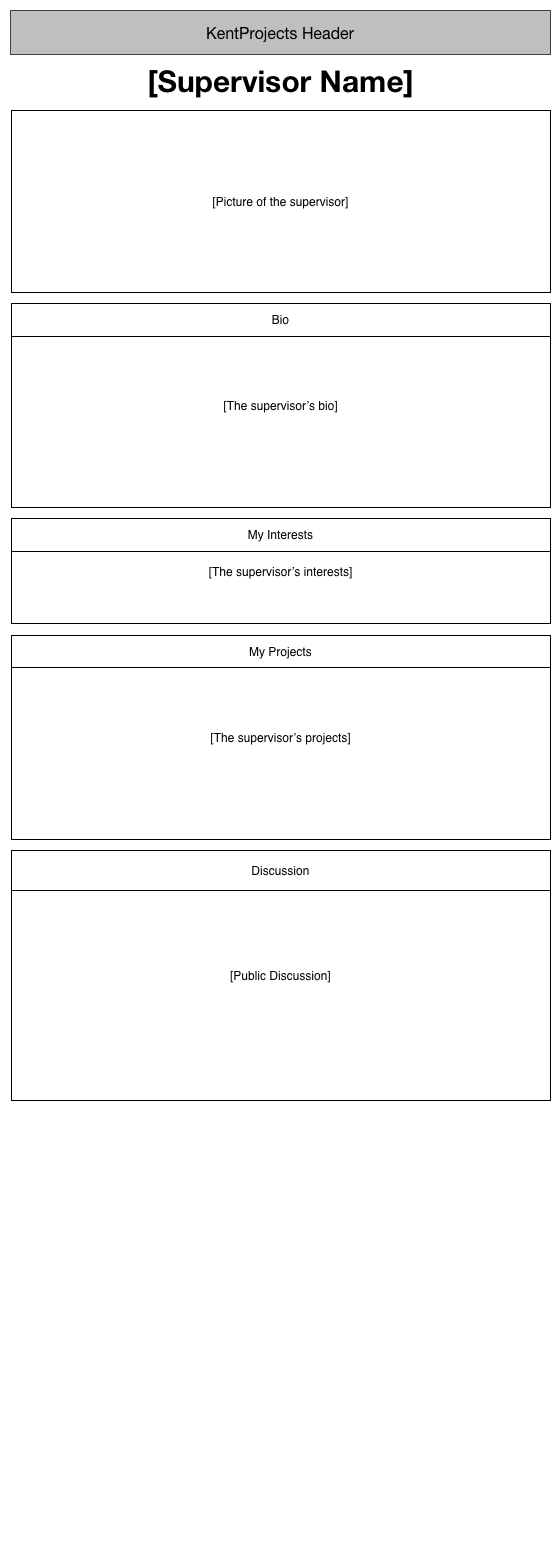 KentProjects Header
[Supervisor Name]
[Picture of the supervisor]
Bio
[The supervisor’s bio]
My Interests
[The supervisor’s interests]
My Projects
[The supervisor’s projects]
Discussion
[Public Discussion]